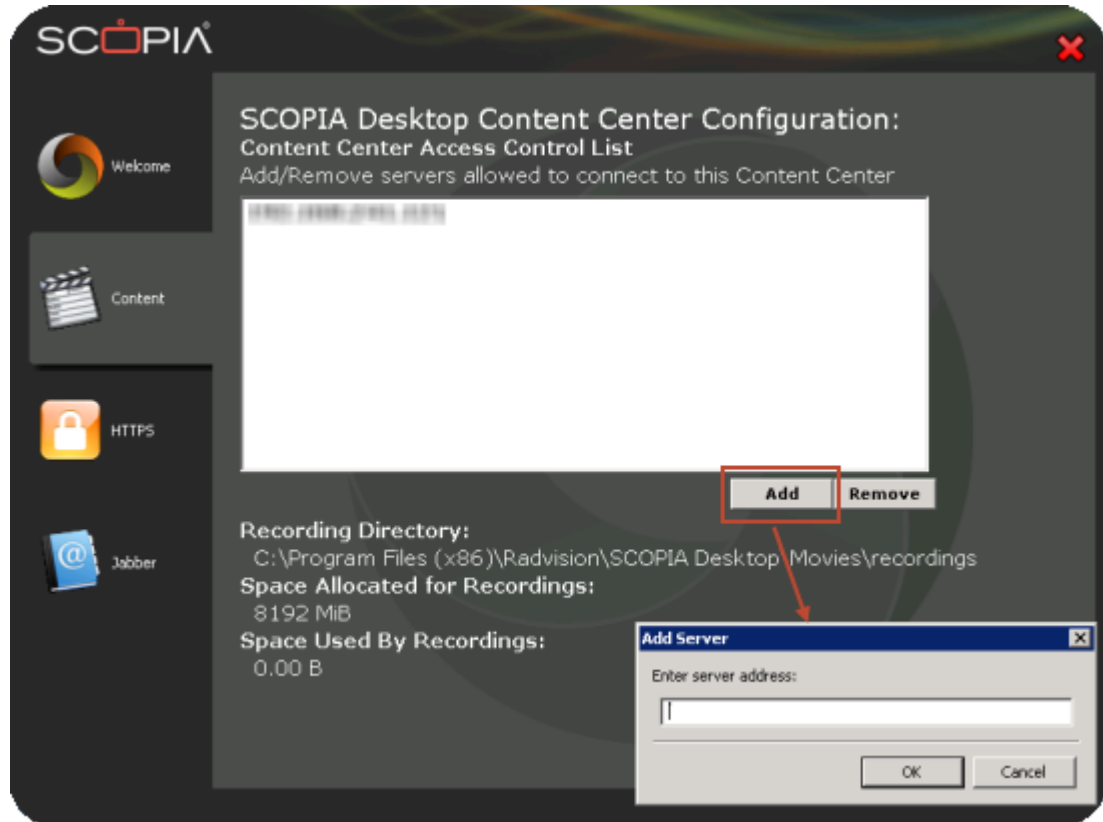 SCOPIA
SCOPIA Desktop Content Center Configuration:
Content Center Access Control List
Add/Remove servers allowed to connect to this Content Center
Welcome
Content
HTTPS
Jabber
Add
Remove
Recording Directory:
C:\Program Files (x86)\Radvision\SCOPIA Desktop\Movies\recordings
Space Allocated for Recordings:
8192 MiB
Space Used By Recordings:
0.00 B
Add Server
Enter server address:
OK
Cancel